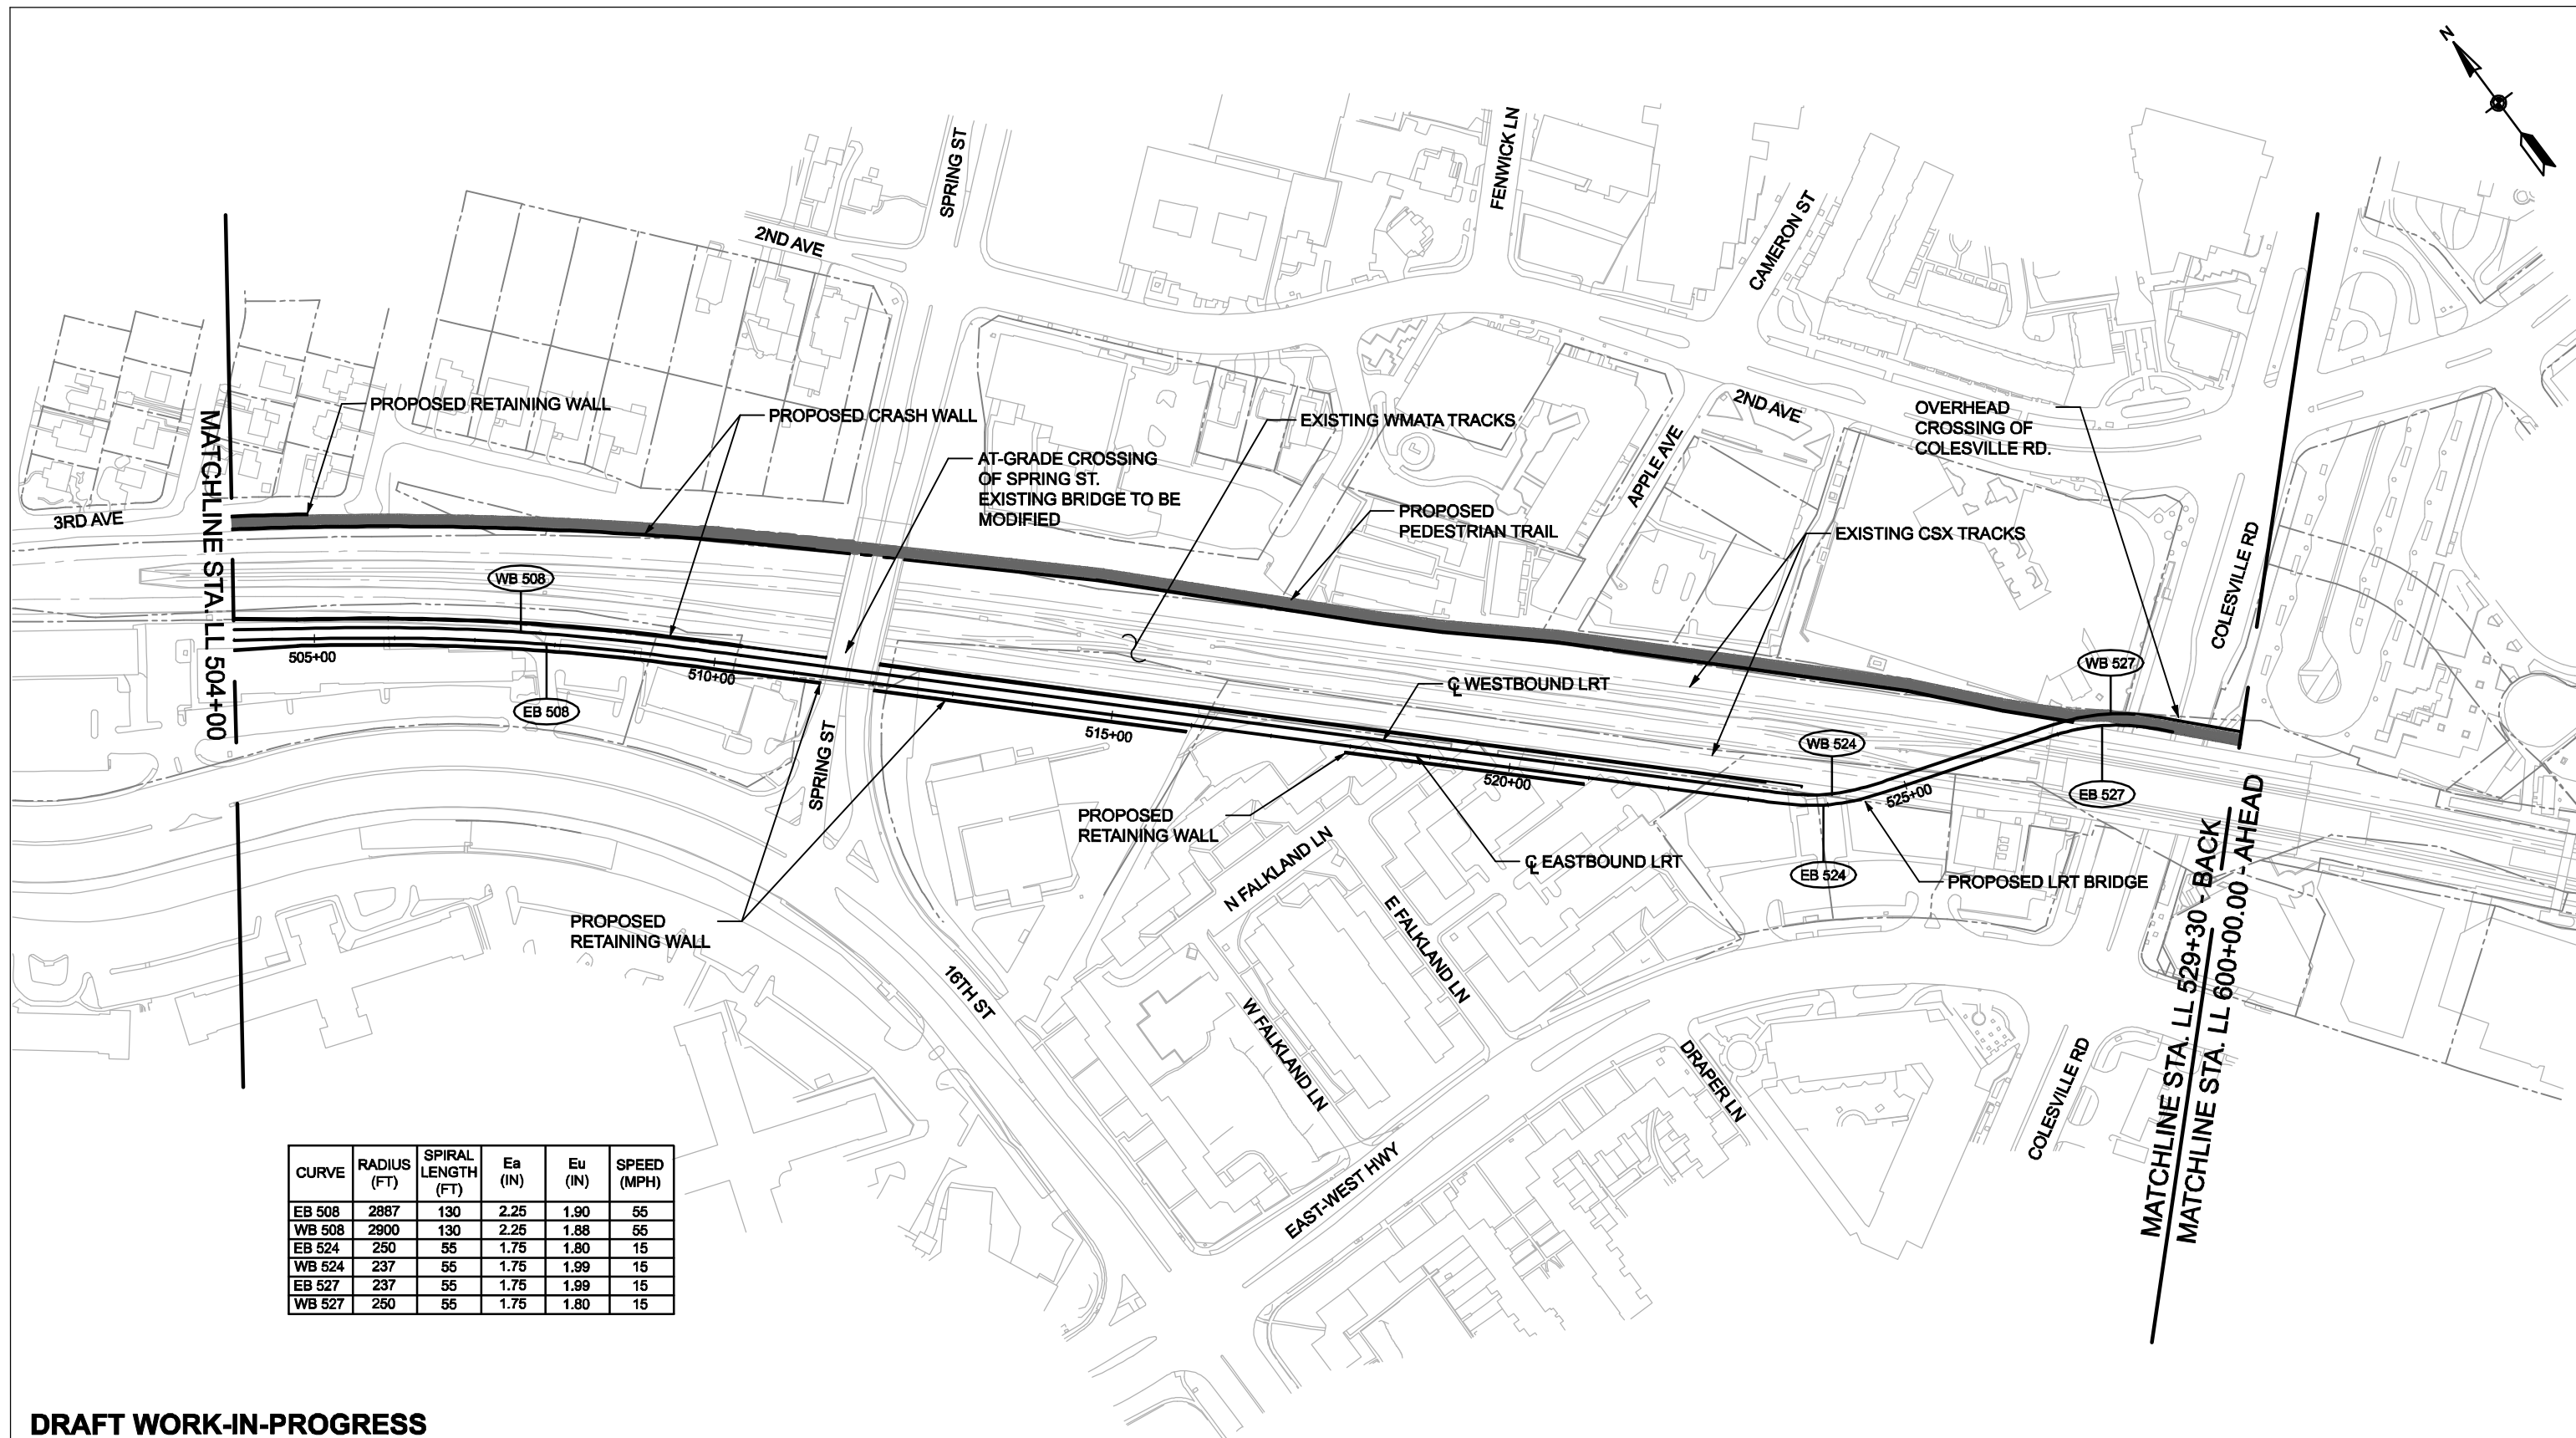 N
SPRING ST
FENWICK LN
2ND AVE
CAMERON ST
PROPOSED RETAINING WALL
PROPOSED CRASH WALL
EXISTING WMATA TRACKS
2ND AVE
OVERHEAD
CROSSING OF
COLESVILLE RD.
AT-GRADE CROSSING
OF SPRING ST.
EXISTING BRIDGE TO BE
MODIFIED
APPLE AVE
3RD AVE
PROPOSED
PEDESTRIAN TRAIL
EXISTING CSX TRACKS
COLESVILLE RD
MATCHLINE STA. LL 504+00
WB 508
505+00
510+00
EB 508
℄ WESTBOUND LRT
WB 527
515+00
SPRING ST
WB 524
520+00
525+00
EB 527
PROPOSED
RETAINING WALL
N FALKLAND LN
℄ EASTBOUND LRT
EB 524
PROPOSED LRT BRIDGE
PROPOSED
RETAINING WALL
16TH ST
E FALKLAND LN
W FALKLAND LN
DRAPER LN
COLESVILLE RD
EAST-WEST HWY
MATCHLINE STA. LL 529+30 - BACK
MATCHLINE STA. LL 600+00.00 - AHEAD
CURVE RADIUS (FT) SPIRAL LENGTH (FT) Ea (IN) Eu (IN) SPEED (MPH)
EB 508 2887 130 2.25 1.90 55
WB 508 2900 130 2.25 1.88 55
EB 524 250 55 1.75 1.80 15
WB 524 237 55 1.75 1.99 15
EB 527 237 55 1.75 1.99 15
WB 527 250 55 1.75 1.80 15
DRAFT WORK-IN-PROGRESS